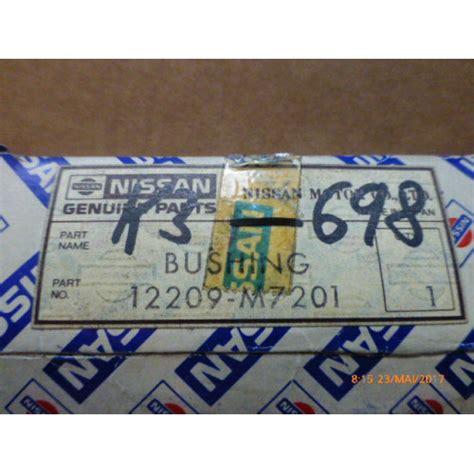 NISSAN NISSAN MOTOR CO., LTD.
GENUINE PARTS
PART NAME
BUSHING
PART NO.
12209-M7201
1
698
NISSAN
8:15 23/MAI/2017